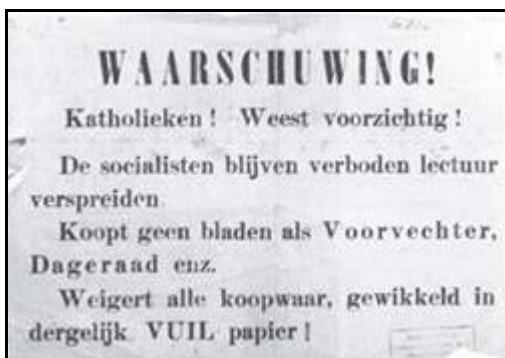 WAARSCHUWING!
Katholieken ! Weest voorzichtig !
De socialisten blijven verboden lectuur
verspreiden
Koopt geen bladen als Voorvechter,
Dageraad enz.
Weigert alle koopwaar, gewikkeld in
dergelijk VUIL papier !